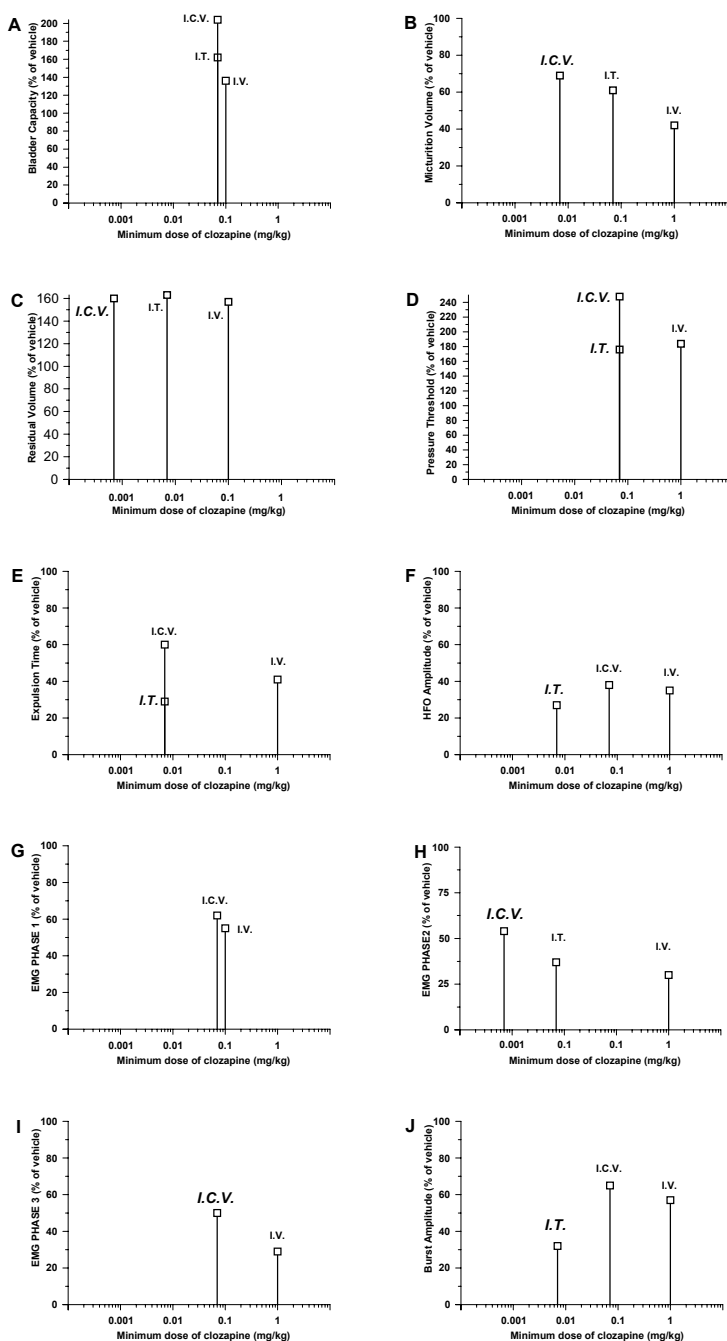 A
Bladder Capacity (% of vehicle)
200
180
160
140
120
100
80
60
40
20
0
I.C.V.
I.T.
I.V.
0.001 0.01 0.1 1
Minimum dose of clozapine (mg/kg)
B
Micturition Volume (% of vehicle)
100
80
60
40
20
0
I.C.V.
I.T.
I.V.
0.001 0.01 0.1 1
Minimum dose of clozapine (mg/kg)
C
Residual Volume (% of vehicle)
160
140
120
100
80
60
40
20
0
I.C.V.
I.T.
I.V.
0.001 0.01 0.1 1
Minimum dose of clozapine (mg/kg)
D
Pressure Threshold (% of vehicle)
240
220
200
180
160
140
120
100
80
60
40
20
0
I.C.V.
I.T.
I.V.
0.001 0.01 0.1 1
Minimum dose of clozapine (mg/kg)
E
Expulsion Time (% of vehicle)
100
80
60
40
20
0
I.C.V.
I.T.
I.V.
0.001 0.01 0.1 1
Minimum dose of clozapine (mg/kg)
F
HFO Amplitude (% of vehicle)
100
80
60
40
20
0
I.T.
I.C.V.
I.V.
0.001 0.01 0.1 1
Minimum dose of clozapine (mg/kg)
G
EMG PHASE 1 (% of vehicle)
100
80
60
40
20
0
I.C.V.
I.V.
0.001 0.01 0.1 1
Minimum dose of clozapine (mg/kg)
H
EMG PHASE2 (% of vehicle)
100
75
50
25
0
I.C.V.
I.T.
I.V.
0.001 0.01 0.1 1
Minimum dose of clozapine (mg/kg)
I
EMG PHASE 3 (% of vehicle)
100
80
60
40
20
0
I.C.V.
I.V.
0.001 0.01 0.1 1
Minimum dose of clozapine (mg/kg)
J
Burst Amplitude (% of vehicle)
100
80
60
40
20
0
I.T.
I.C.V.
I.V.
0.001 0.01 0.1 1
Minimum dose of clozapine (mg/kg)